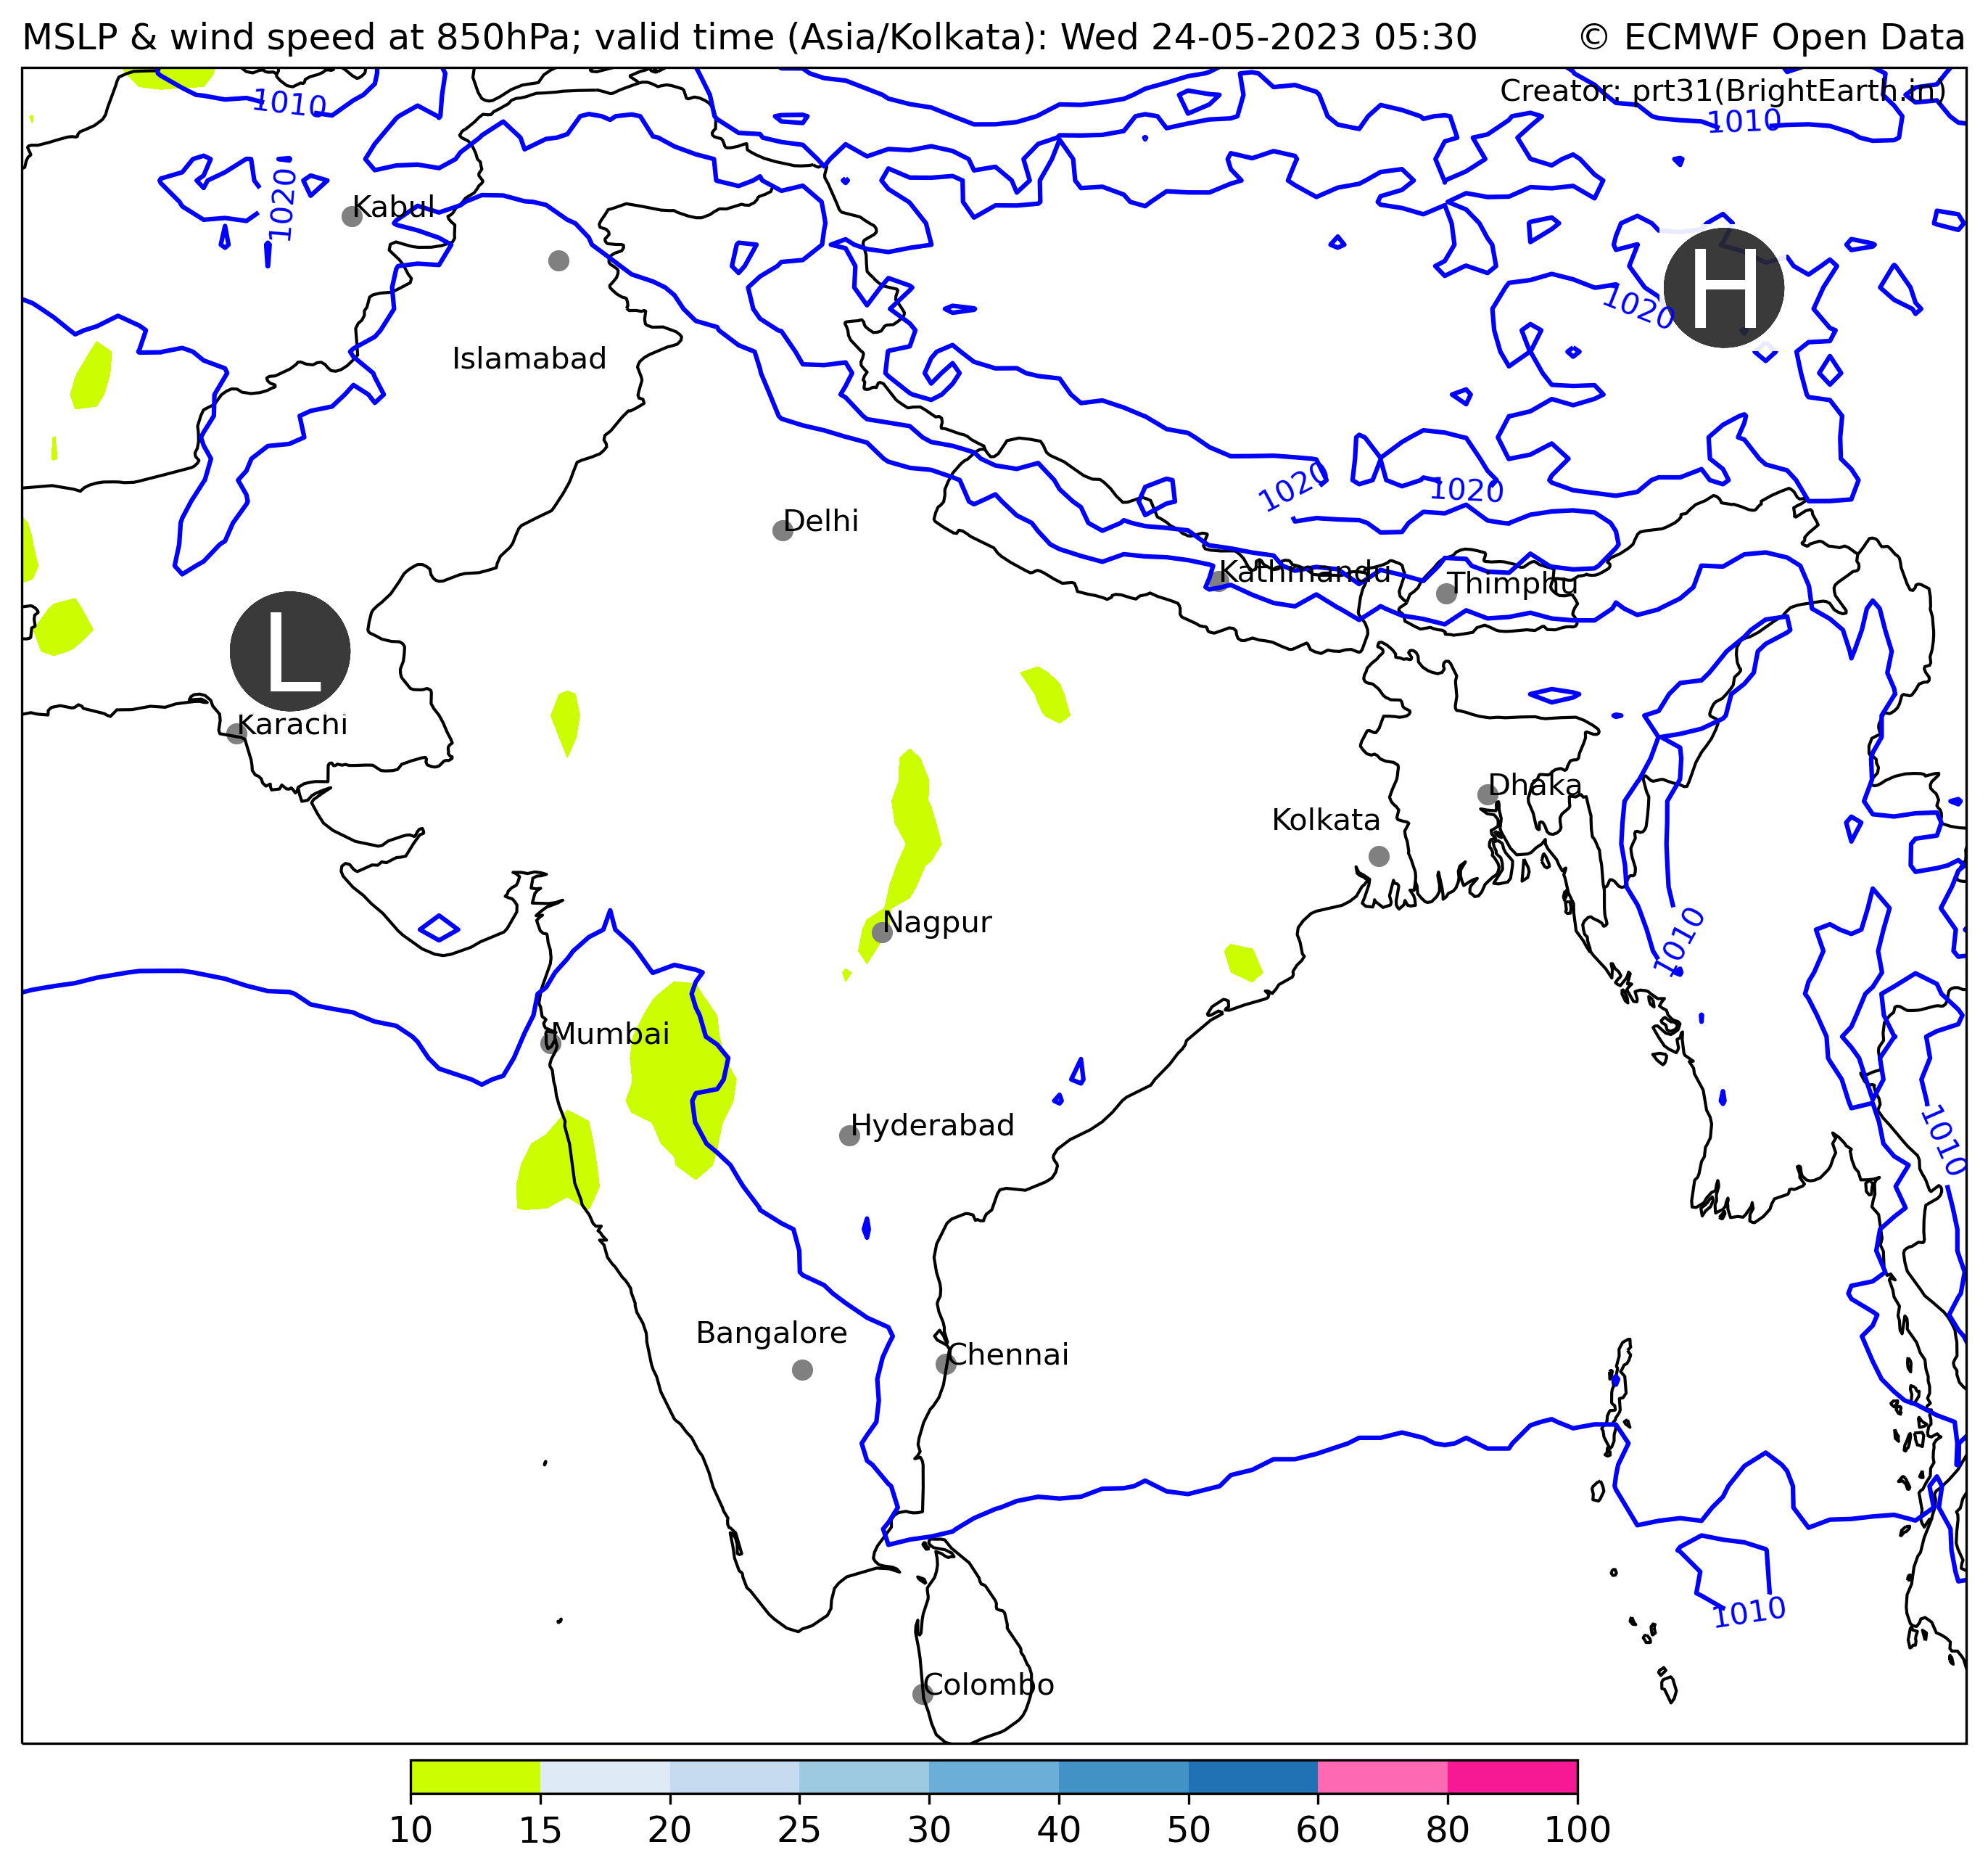 MSLP & wind speed at 850hPa; valid time (Asia/Kolkata): Wed 24-05-2023 05:30 © ECMWF Open Data
Creator: prt31(BrightEarth.in)
1010
1010
1020
Kabul
H
1020
Islamabad
1020
1020
Delhi
Kathmandu
Thimphu
L
Karachi
Dhaka
Kolkata
Nagpur
1010
Mumbai
Hyderabad
1010
Bangalore
Chennai
1010
Colombo
10 15 20 25 30 40 50 60 80 100